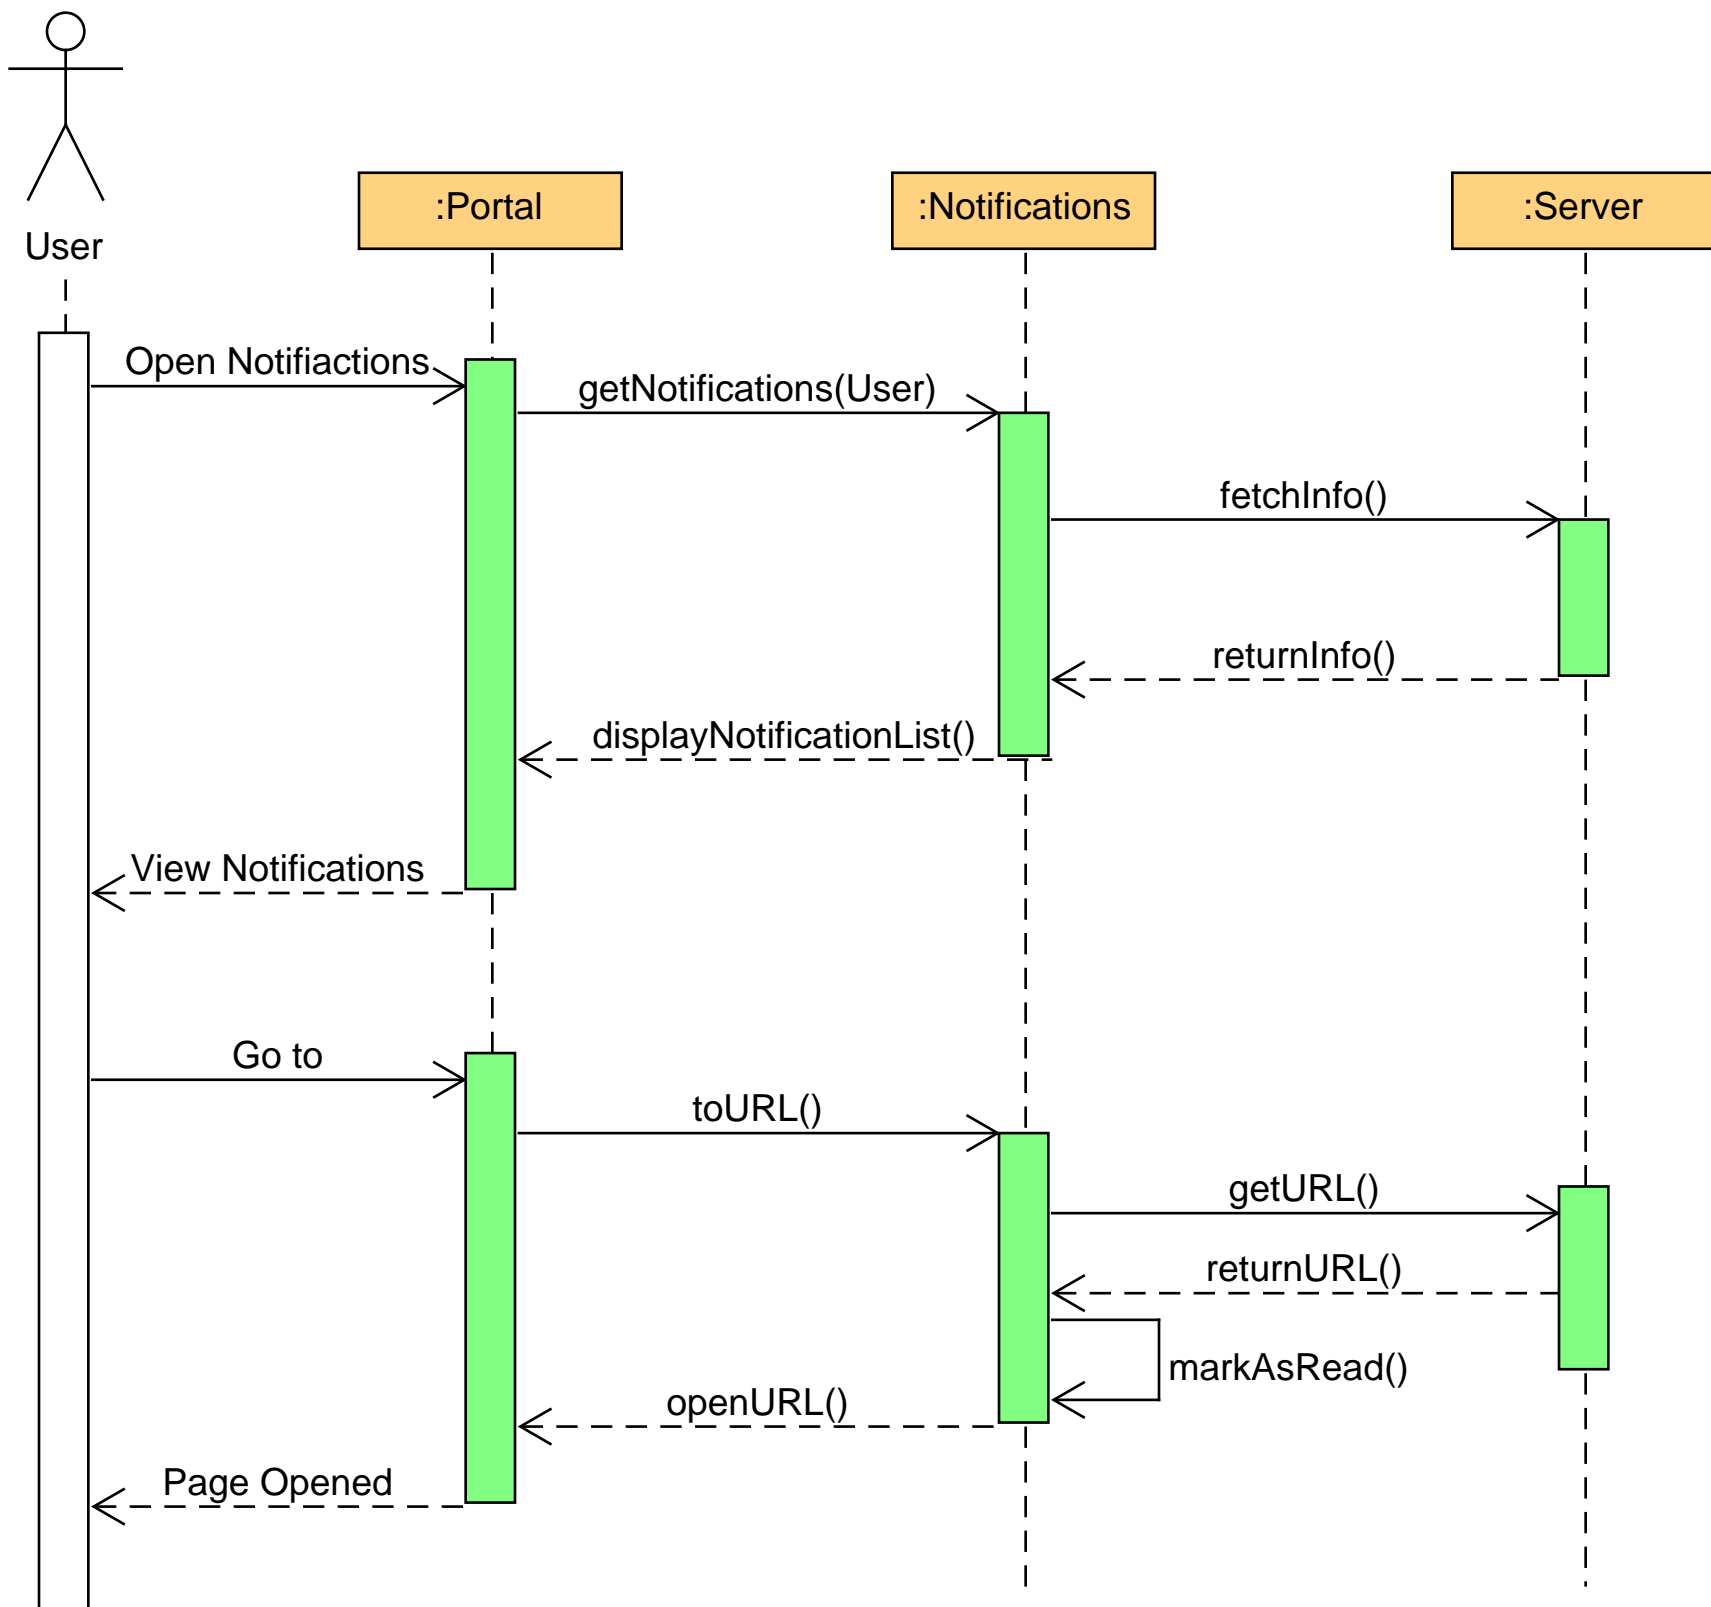 User
:Portal
:Notifications
:Server
Open Notifiactions
getNotifications(User)
fetchInfo()
returnInfo()
displayNotificationList()
View Notifications
Go to
toURL()
getURL()
returnURL()
markAsRead()
openURL()
Page Opened